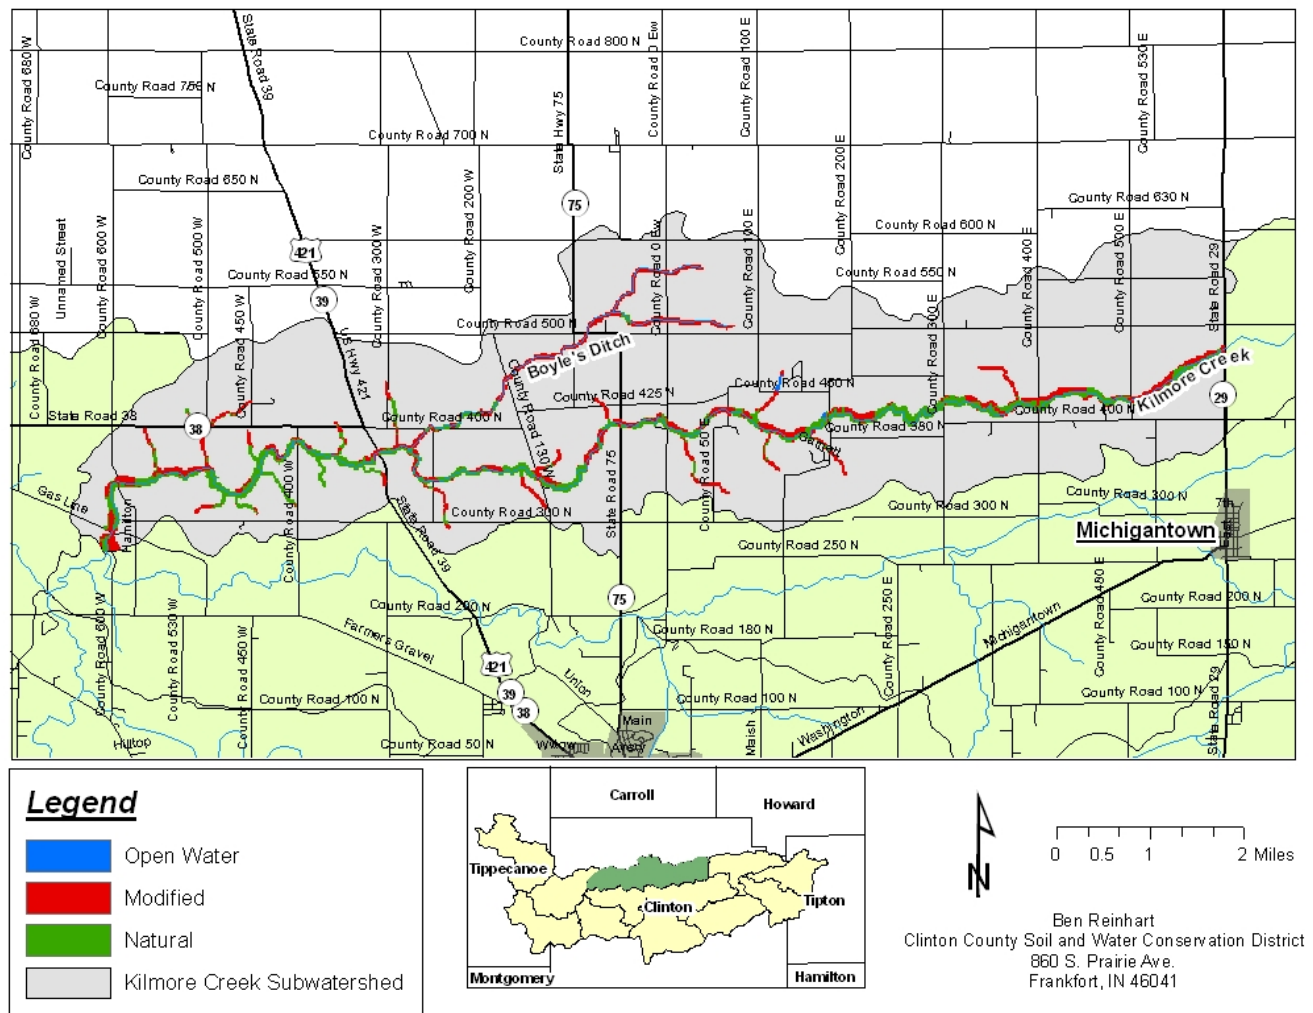 County Road 800 N
County Road 680 W
State Road 39
County Road 0 Ew
County Road 100 E
County Road 530 E
County Road 750 N
State Hwy 75
County Road 700 N
County Road 650 N
County Road 200 W
County Road 200 E
County Road 630 N
75
Unnamed Street
County Road 600 W
County Road 500 W
421
County Road 300 W
County Road 0 Ew
County Road 100 E
County Road 600 N
County Road 400 E
County Road 500 E
State Road 29
County Road 550 N
County Road 550 N
39
County Road 680 W
County Road 450 W
US Hwy 421
County Road 500 N
Boyle's Ditch
County Road 300 E
Kilmore Creek
County Road 450 N
County Road 425 N
29
State Road 38
38
County Road 400 N
County Road 130 W
County Road 400 N
County Road 380 N
County Road 50 E
County Road 400 W
State Road 75
Gas Line
Hamilton
State Road 39
County Road 300 N
County Road 300 N
County Road 300 N
7th
Michigantown
County Road 250 N
County Road 480 E
75
County Road 600 W
County Road 530 W
County Road 450 W
County Road 200 N
County Road 250 E
County Road 200 N
Farmers Gravel
County Road 180 N
Michigantown
County Road 150 N
421
39
38
Union
County Road 100 N
County Road 100 N
County Road 100 N
State Road 29
Hilltop
County Road 50 N
Willow
Main
Maish
Washington
Legend
Open Water
Modified
Natural
Kilmore Creek Subwatershed
Carroll
Howard
Tippecanoe
Clinton
Tipton
Montgomery
Hamilton
N
0 0.5 1 2 Miles
Ben Reinhart
Clinton County Soil and Water Conservation District
860 S. Prairie Ave.
Frankfort, IN 46041